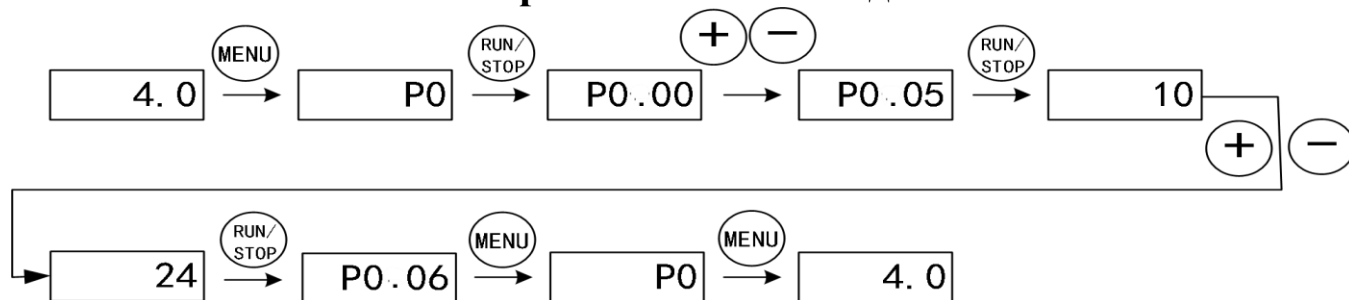 MENU RUN/STOP + − RUN/STOP
4.0 P0 P0.00 P0.05 10
+ −
RUN/STOP MENU MENU
24 P0.06 P0 4.0